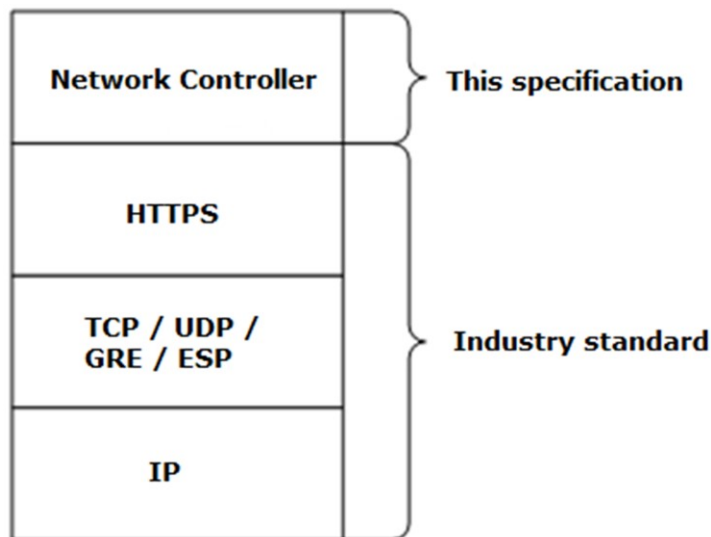 Network Controller
This specification
HTTPS
TCP / UDP /
GRE / ESP
Industry standard
IP